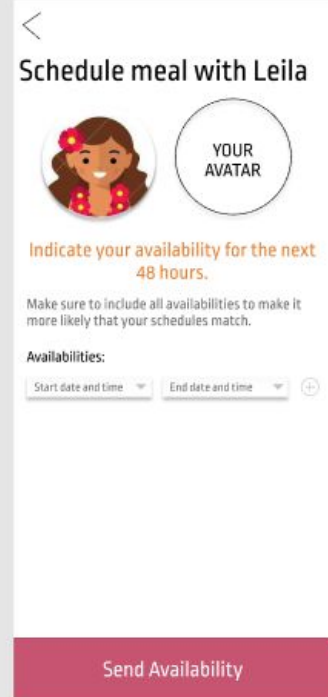 Schedule meal with Leila
YOUR
AVATAR
Indicate your availability for the next
48 hours.
Make sure to include all availabilities to make it
more likely that your schedules match.
Availabilities:
Start date and time End date and time
Send Availability